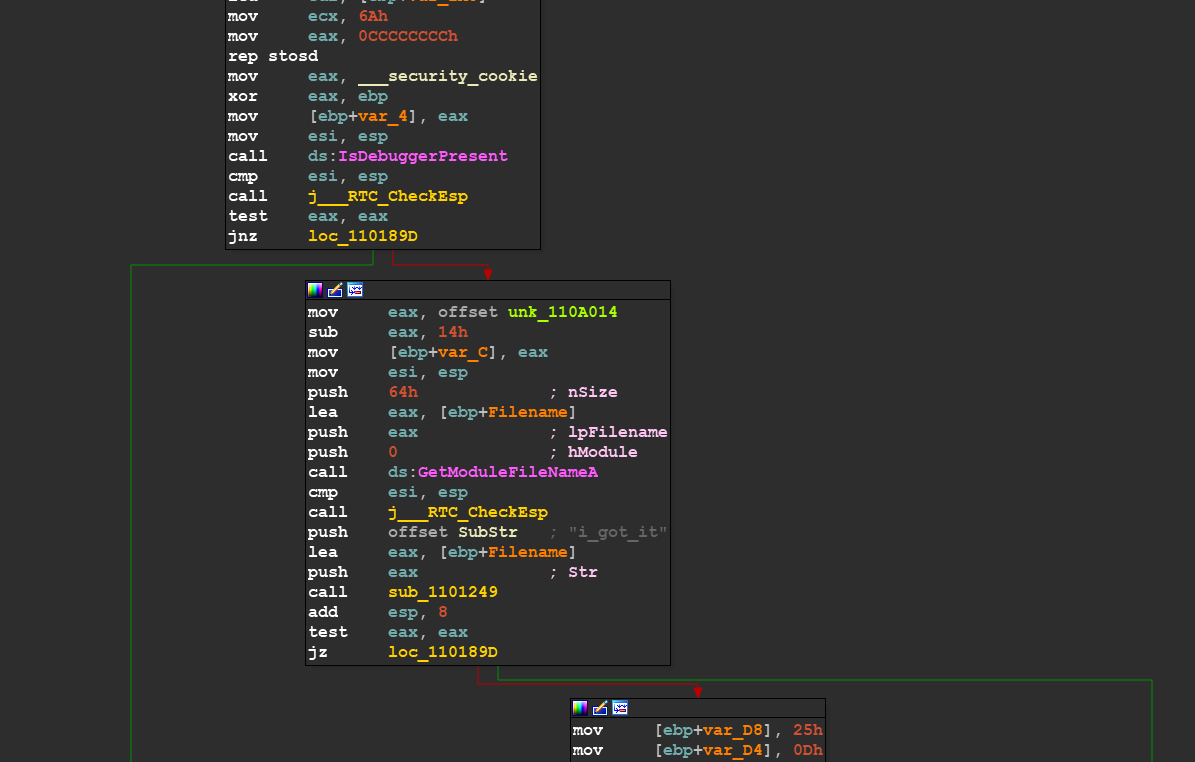 mov ecx, 6Ah
mov eax, 0CCCCCCCCh
rep stosd
mov eax, ___security_cookie
xor eax, ebp
mov [ebp+var_4], eax
mov esi, esp
call ds:IsDebuggerPresent
cmp esi, esp
call j___RTC_CheckEsp
test eax, eax
jnz loc_110189D
mov eax, offset unk_110A014
sub eax, 14h
mov [ebp+var_C], eax
mov esi, esp
push 64h ; nSize
lea eax, [ebp+Filename]
push eax ; lpFilename
push 0 ; hModule
call ds:GetModuleFileNameA
cmp esi, esp
call j___RTC_CheckEsp
push offset SubStr ; "i_got_it"
lea eax, [ebp+Filename]
push eax ; Str
call sub_1101249
add esp, 8
test eax, eax
jz loc_110189D
mov [ebp+var_D8], 25h
mov [ebp+var_D4], 0Dh